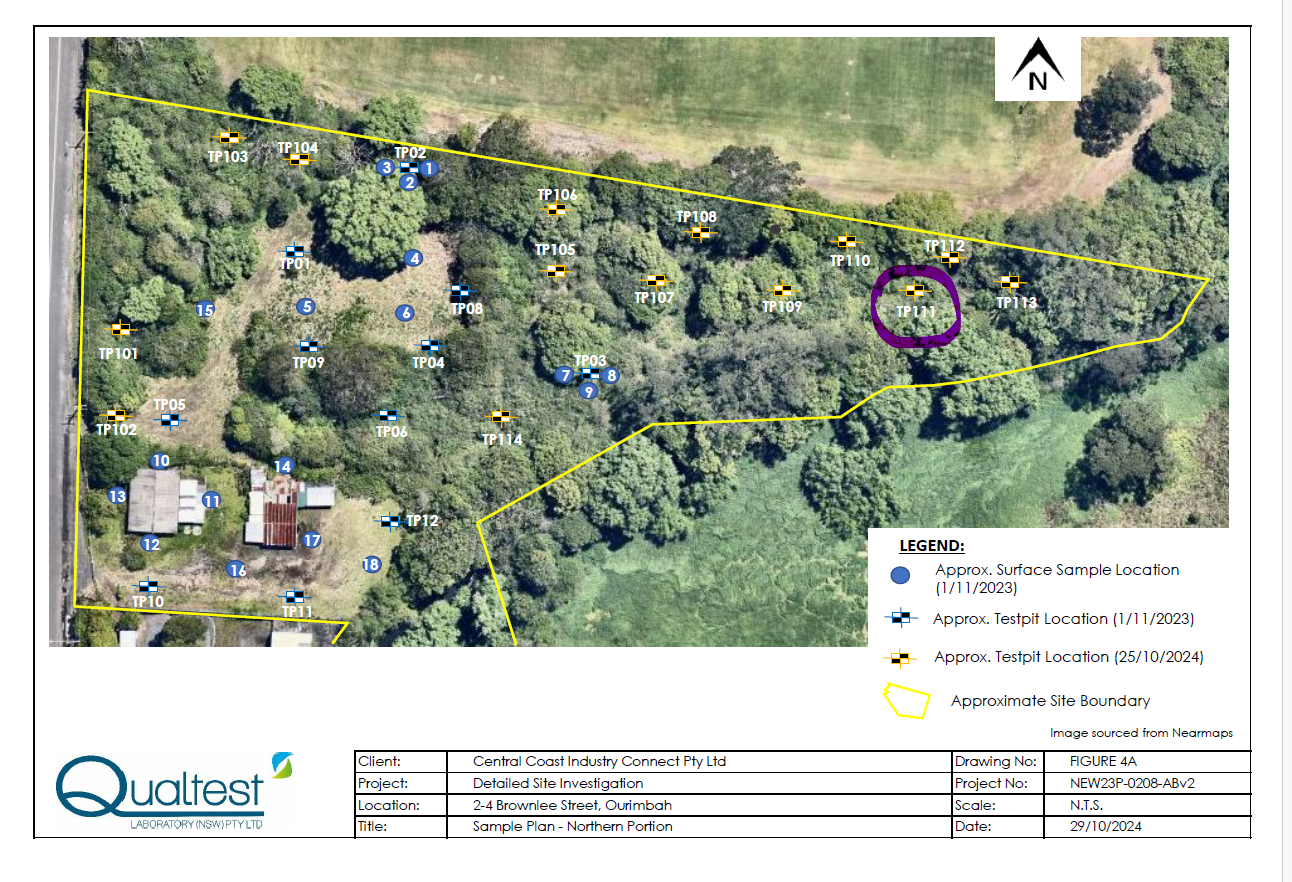 N
TP103
TP104
TP02
3
1
2
TP106
TP108
TP112
TP01
4
TP105
TP110
TP107
TP109
TP111
TP113
15
5
6
TP08
TP101
TP09
TP04
TP03
7
8
9
TP05
TP102
TP06
TP114
10
14
13
11
TP12
12
17
16
18
TP10
TP11
LEGEND:
Approx. Surface Sample Location
(1/11/2023)
Approx. Testpit Location (1/11/2023)
Approx. Testpit Location (25/10/2024)
Approximate Site Boundary
Image sourced from Nearmaps
Qualtest
LABORATORY (NSW) PTY LTD
Client: Central Coast Industry Connect Pty Ltd Drawing No: FIGURE 4A
Project: Detailed Site Investigation Project No: NEW23P-0208-ABv2
Location: 2-4 Brownlee Street, Ourimbah Scale: N.T.S.
Title: Sample Plan - Northern Portion Date: 29/10/2024